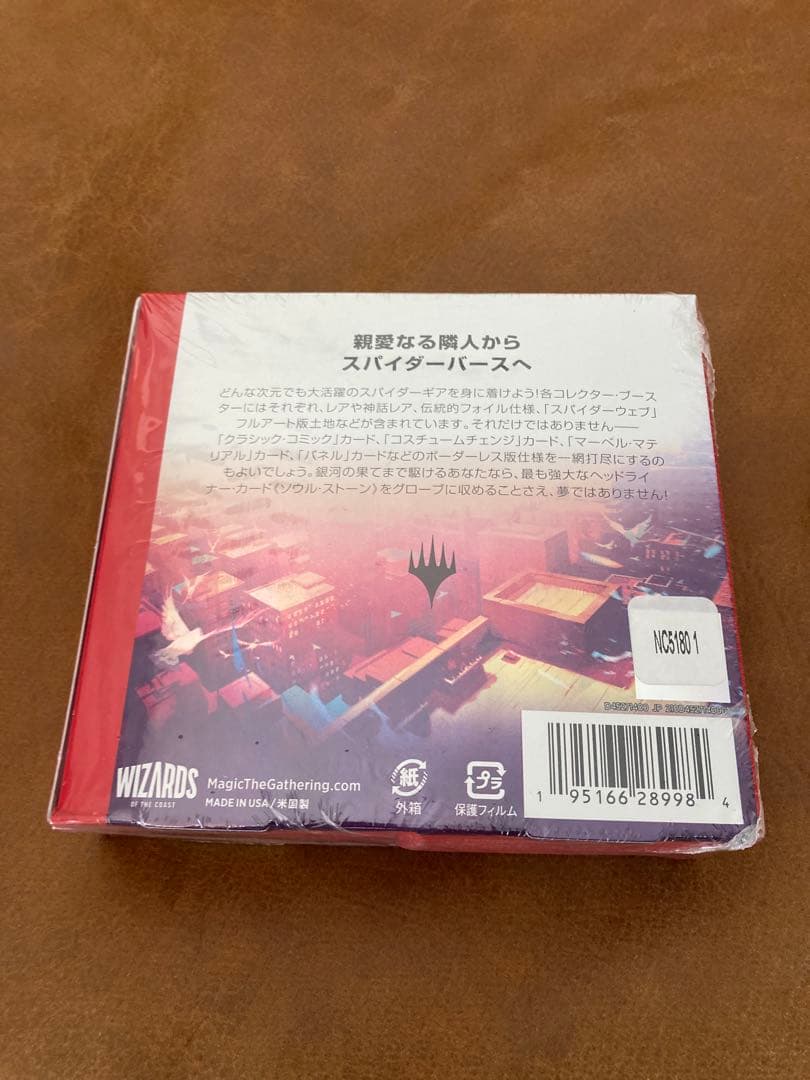 親愛なる隣人から
スパイダーバースへ
どんな次元でも大活躍のスパイダーギアを身に着けよう!各コレクター・ブース
ターにはそれぞれ、レアや神話レア、伝統的フォイル仕様、「スパイダーウェブ」
フルアート版土地などが含まれています。それだけではありません――
「クラシック・コミック」カード、「コスチュームチェンジ」カード、「マーベル・マテ
リアル」カード、「パネル」カードなどのボーダーレス版仕様を一網打尽にするの
もよいでしょう。銀河の果てまで駆けるあなたなら、最も強大なヘッドライ
ナー・カード《ソウル・ストーン》をグローブに収めることさえ、夢ではありません!
NC5180 1
D45271400 JP
WIZARDS
OF THE COAST
MagicTheGathering.com
MADE IN USA / 米国製
紙
外箱
プラ
保護フィルム
1 95166 28998 4